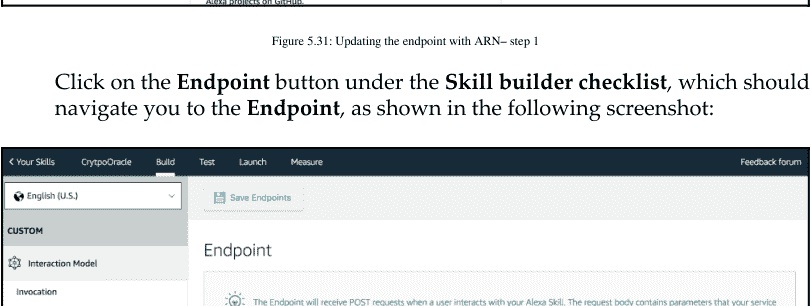 Alexa projects on GitHub.
Figure 5.31: Updating the endpoint with ARN– step 1
Click on the Endpoint button under the Skill builder checklist, which should
navigate you to the Endpoint, as shown in the following screenshot:
< Your Skills CrytpoOracle Build Test Launch Measure Feedback forum
English (U.S.) Save Endpoints
CUSTOM
Endpoint
Interaction Model
Invocation
The Endpoint will receive POST requests when a user interacts with your Alexa Skill. The request body contains parameters that your service